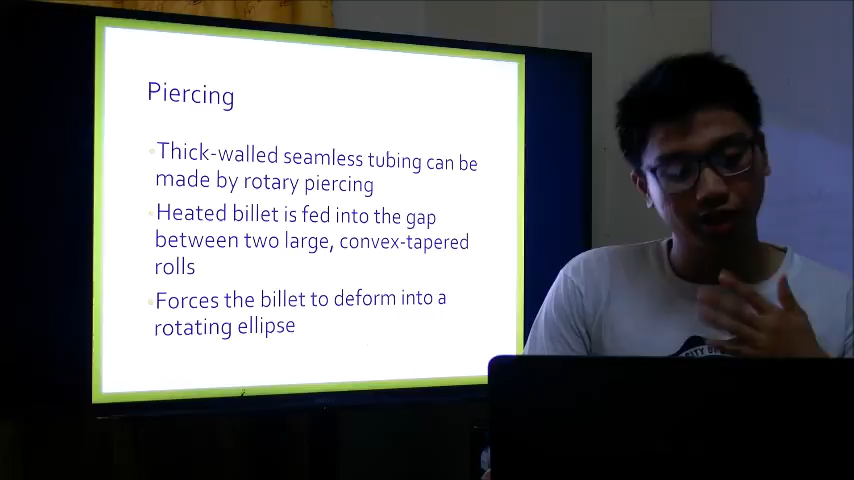 Piercing
•Thick-walled seamless tubing can be
made by rotary piercing
•Heated billet is fed into the gap
between two large, convex-tapered
rolls
•Forces the billet to deform into a
rotating ellipse
CITY